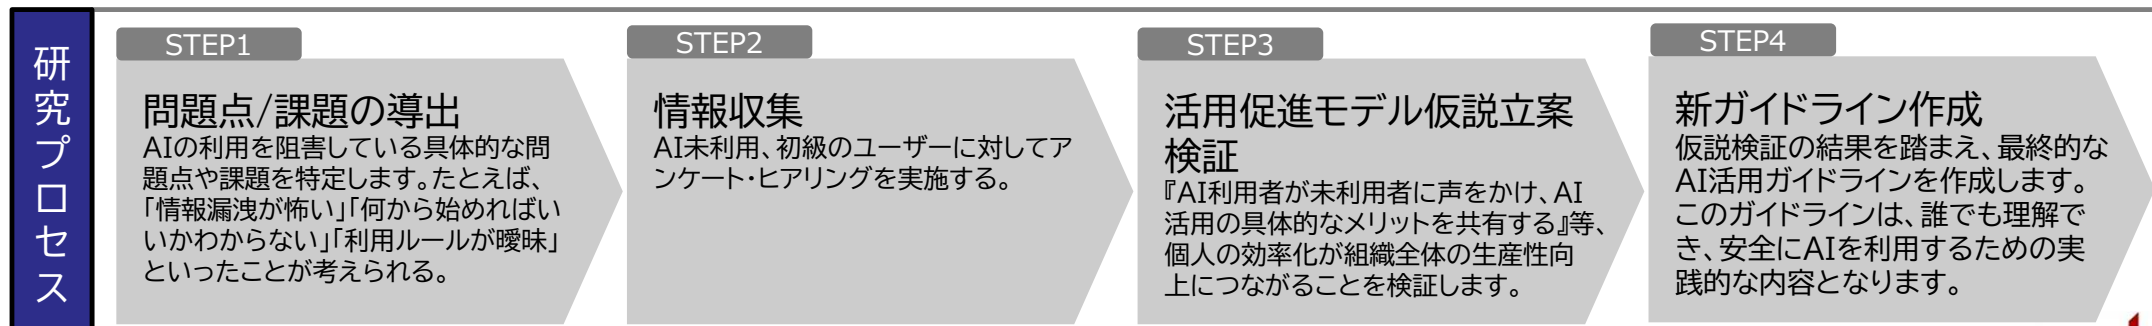 研究プロセス
STEP1
問題点/課題の導出
AIの利用を阻害している具体的な問
題点や課題を特定します。たとえば、
「情報漏洩が怖い」「何から始めればい
いかわからない」「利用ルールが曖昧」
といったことが考えられる。
STEP2
情報収集
AI未利用、初級のユーザーに対してア
ンケート・ヒアリングを実施する。
STEP3
活用促進モデル仮説立案
検証
『AI利用者が未利用者に声をかけ、AI
活用の具体的なメリットを共有する』等、
個人の効率化が組織全体の生産性向
上につながることを検証します。
STEP4
新ガイドライン作成
仮説検証の結果を踏まえ、最終的な
AI活用ガイドラインを作成します。
このガイドラインは、誰でも理解で
き、安全にAIを利用するための実
践的な内容となります。